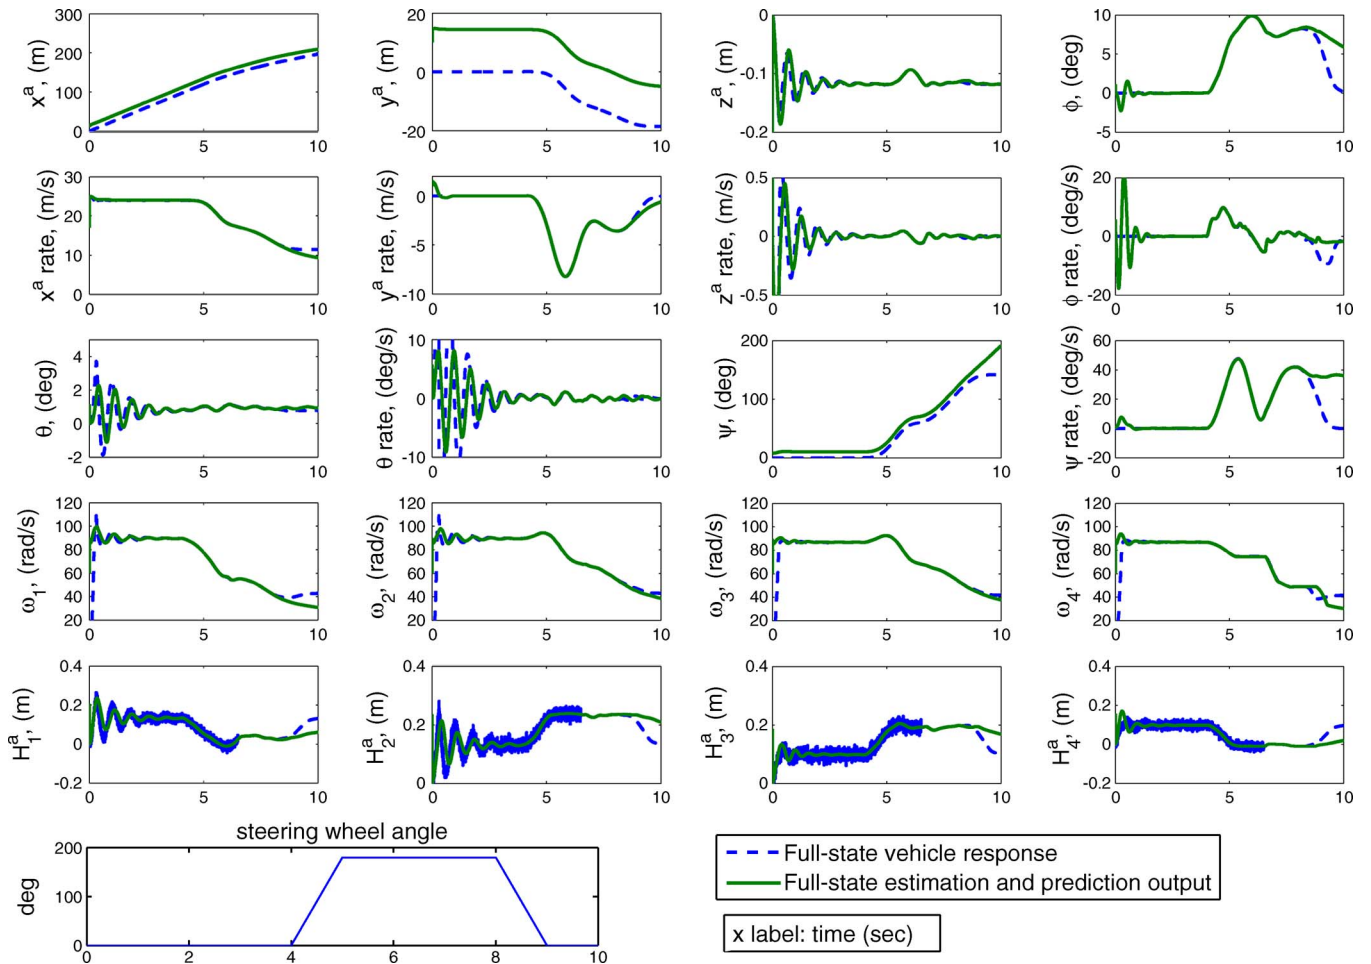 x^a, (m)
300
200
100
0
0 5 10
y^a, (m)
20
0
-20
0 5 10
z^a, (m)
0
-0.1
-0.2
0 5 10
ϕ, (deg)
10
5
0
-5
0 5 10
x^a rate, (m/s)
30
20
10
0
0 5 10
y^a rate, (m/s)
0
-5
-10
0 5 10
z^a rate, (m/s)
0.5
0
-0.5
0 5 10
ϕ rate, (deg/s)
20
0
-20
0 5 10
θ, (deg)
4
2
0
-2
0 5 10
θ rate, (deg/s)
10
0
-10
0 5 10
ψ, (deg)
200
100
0
0 5 10
ψ rate, (deg/s)
60
40
20
0
-20
0 5 10
ω_1, (rad/s)
120
100
80
60
40
20
0 5 10
ω_2, (rad/s)
120
100
80
60
40
20
0 5 10
ω_3, (rad/s)
120
100
80
60
40
20
0 5 10
ω_4, (rad/s)
120
100
80
60
40
20
0 5 10
H_1^a, (m)
0.4
0.2
0
-0.2
0 5 10
H_2^a, (m)
0.4
0.2
0
0 5 10
H_3^a, (m)
0.4
0.2
0
0 5 10
H_4^a, (m)
0.4
0.2
0
-0.2
0 5 10
steering wheel angle
deg
200
100
0
0 2 4 6 8 10
Full-state vehicle response
Full-state estimation and prediction output
x label: time (sec)